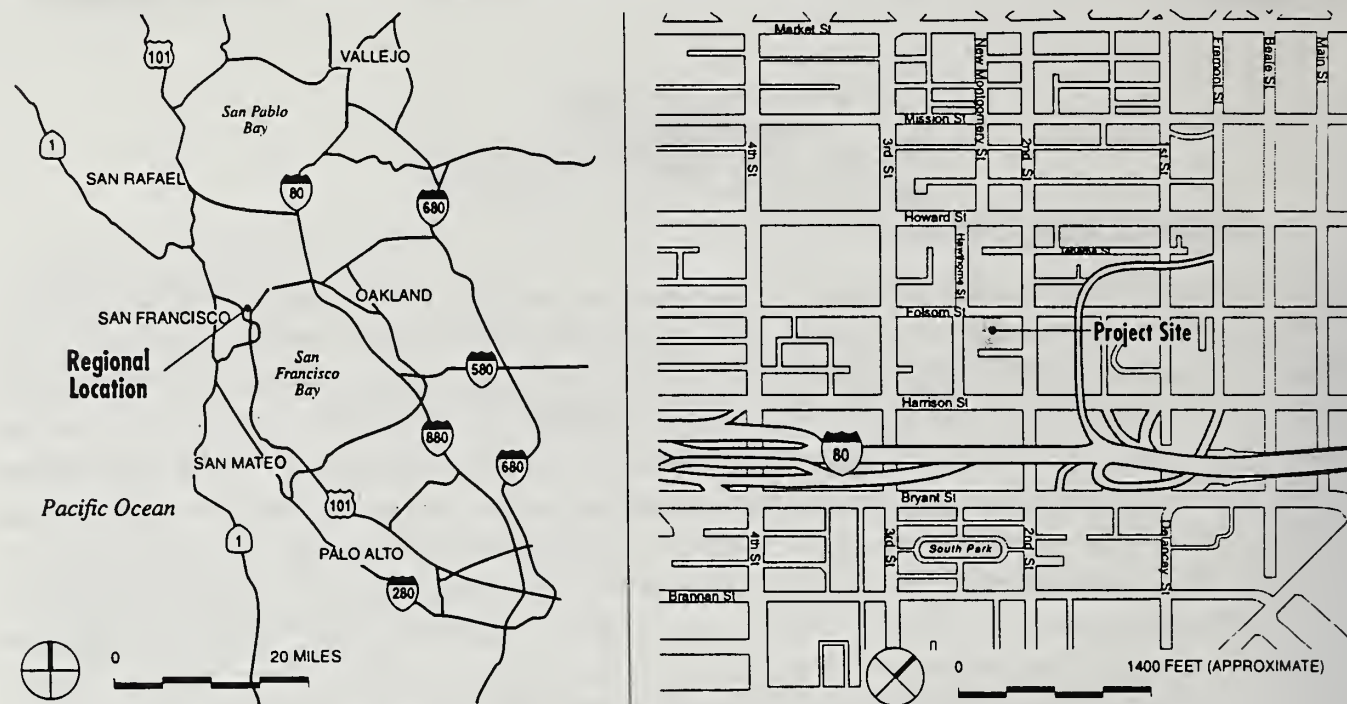 101
VALLEJO
San Pablo
Bay
1
SAN RAFAEL
80
680
OAKLAND
SAN FRANCISCO
Regional
Location
San
Francisco
Bay
580
880
680
SAN MATEO
101
Pacific Ocean
1
PALO ALTO
280
0
20 MILES
Market St
New Montgomery St
Fremont St
Beale St
Main St
Mission St
4th St
3rd St
2nd St
1st St
Howard St
Hawthorne St
Tehama St
Folsom St
Project Site
Harrison St
80
Bryant St
4th St
3rd St
South Park
2nd St
Delancey St
Brannan St
0
1400 FEET (APPROXIMATE)